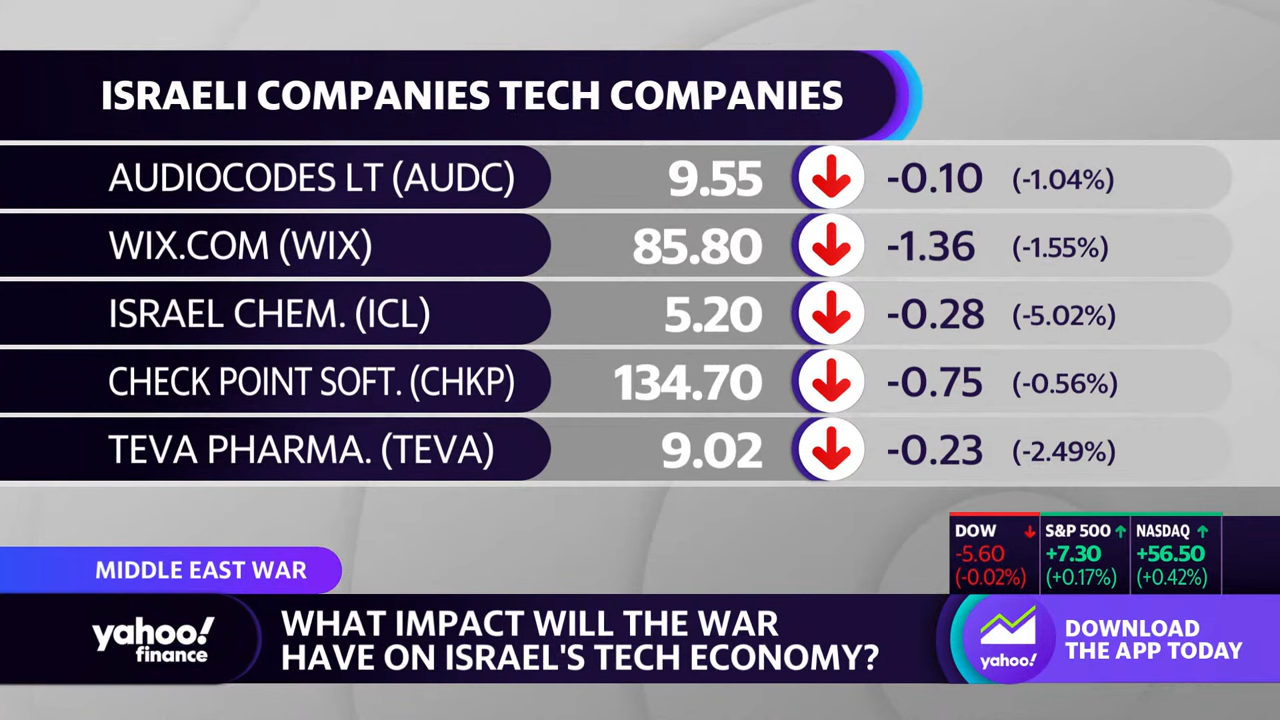 ISRAELI COMPANIES TECH COMPANIES
AUDIOCODES LT (AUDC) 9.55 -0.10 (-1.04%)
WIX.COM (WIX) 85.80 -1.36 (-1.55%)
ISRAEL CHEM. (ICL) 5.20 -0.28 (-5.02%)
CHECK POINT SOFT. (CHKP) 134.70 -0.75 (-0.56%)
TEVA PHARMA. (TEVA) 9.02 -0.23 (-2.49%)
DOW S&P 500 NASDAQ
-5.60 +7.30 +56.50
(-0.02%) (+0.17%) (+0.42%)
MIDDLE EAST WAR
yahoo!
finance
WHAT IMPACT WILL THE WAR
HAVE ON ISRAEL'S TECH ECONOMY?
yahoo!
DOWNLOAD
THE APP TODAY